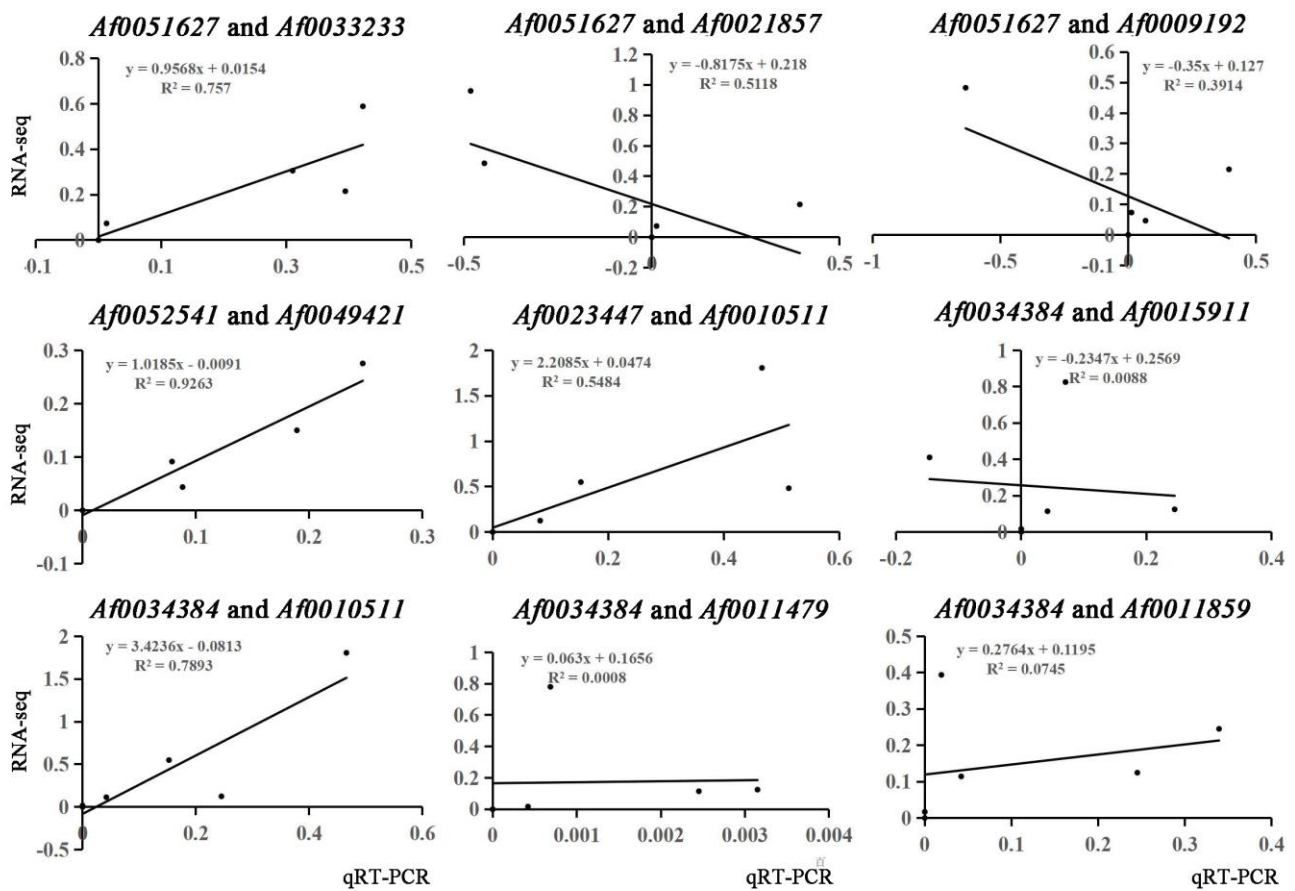 Af0051627 and Af0033233
y = 0.9568x + 0.0154
R² = 0.757
RNA-seq
0.8
0.6
0.4
0.2
0
-0.1
0.1
0.3
0.5
Af0051627 and Af0021857
y = -0.8175x + 0.218
R² = 0.5118
1.2
1
0.8
0.6
0.4
0.2
0
-0.2
-0.5
0
0.5
Af0051627 and Af0009192
y = -0.35x + 0.127
R² = 0.3914
0.6
0.5
0.4
0.3
0.2
0.1
0
-0.1
-1
-0.5
0
0.5
Af0052541 and Af0049421
y = 1.0185x - 0.0091
R² = 0.9263
RNA-seq
0.3
0.2
0.1
0
-0.1
0
0.1
0.2
0.3
Af0023447 and Af0010511
y = 2.2085x + 0.0474
R² = 0.5484
2
1.5
1
0.5
0
0
0.2
0.4
0.6
Af0034384 and Af0015911
y = -0.2347x + 0.2569
R² = 0.0088
1
0.8
0.6
0.4
0.2
0
-0.2
0
0.2
0.4
Af0034384 and Af0010511
y = 3.4236x - 0.0813
R² = 0.7893
RNA-seq
2
1.5
1
0.5
0
-0.5
0
0.2
0.4
0.6
qRT-PCR
Af0034384 and Af0011479
y = 0.063x + 0.1656
R² = 0.0008
1
0.8
0.6
0.4
0.2
0
0
0.001
0.002
0.003
0.004
qRT-PCR
Af0034384 and Af0011859
y = 0.2764x + 0.1195
R² = 0.0745
0.5
0.4
0.3
0.2
0.1
0
0
0.1
0.2
0.3
0.4
qRT-PCR